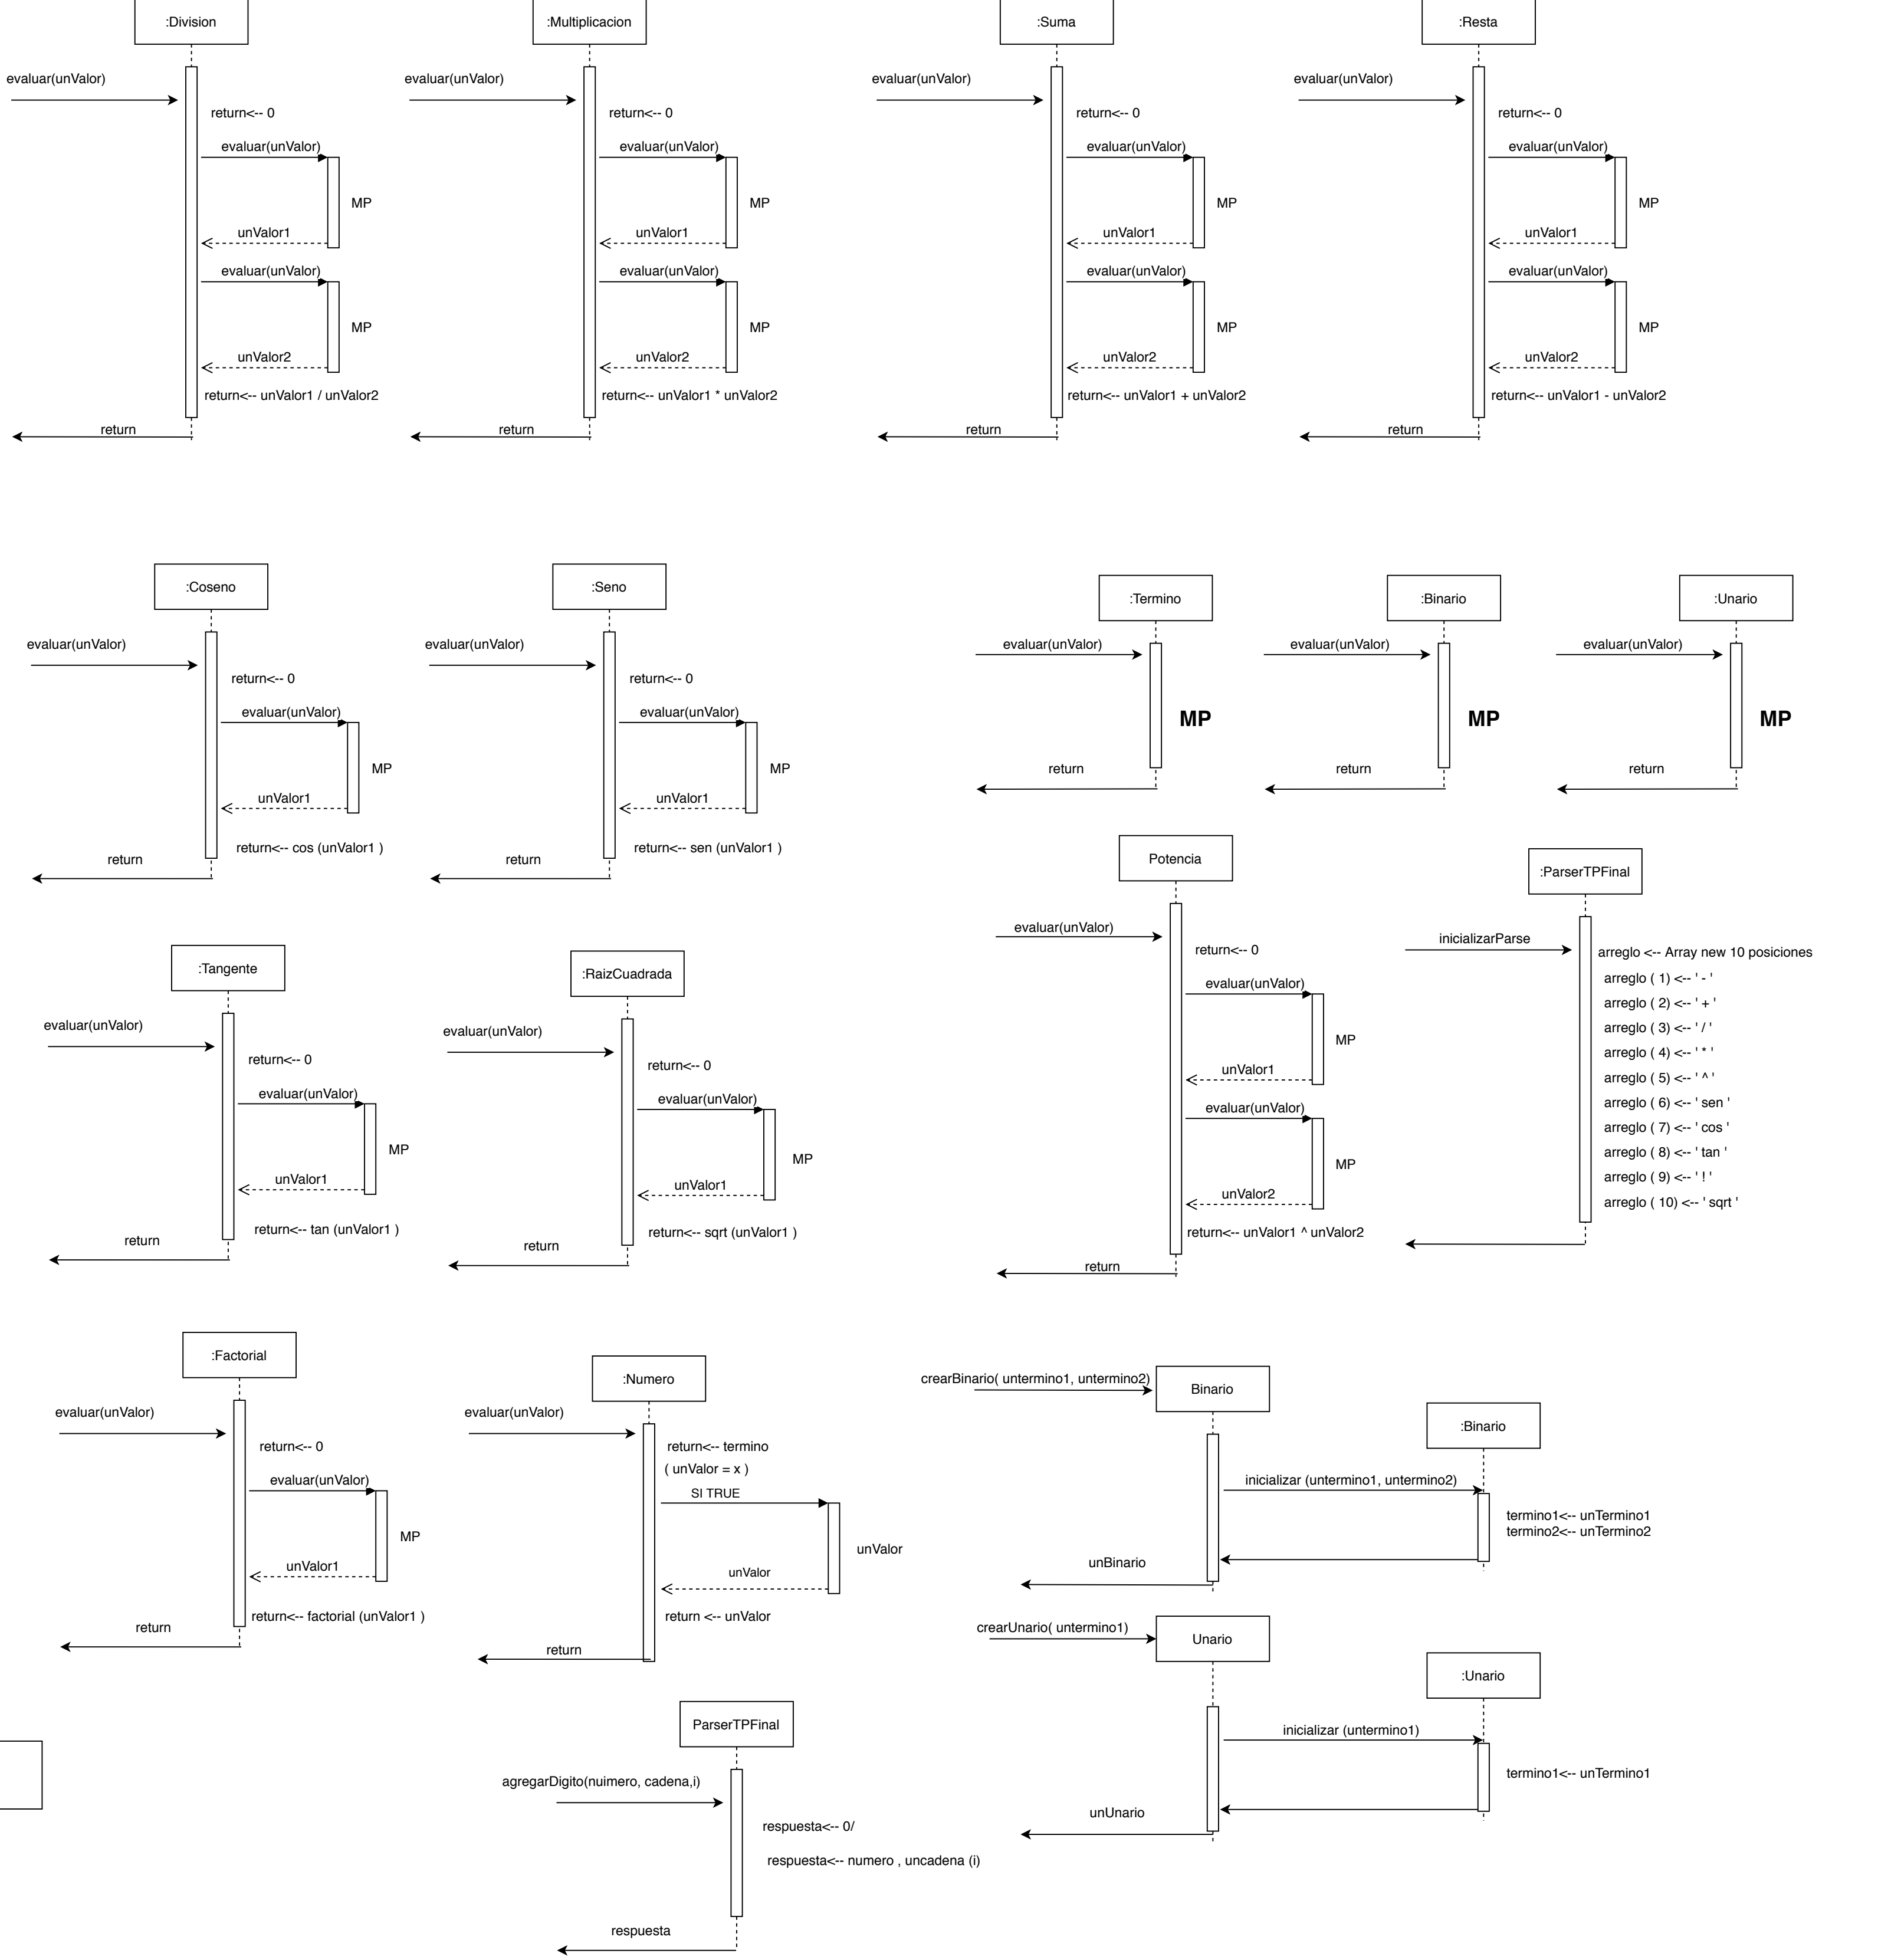 :Division
evaluar(unValor)
return<-- 0
evaluar(unValor)
MP
unValor1
evaluar(unValor)
MP
unValor2
return<-- unValor1 / unValor2
return
:Multiplicacion
evaluar(unValor)
return<-- 0
evaluar(unValor)
MP
unValor1
evaluar(unValor)
MP
unValor2
return<-- unValor1 * unValor2
return
:Suma
evaluar(unValor)
return<-- 0
evaluar(unValor)
MP
unValor1
evaluar(unValor)
MP
unValor2
return<-- unValor1 + unValor2
return
:Resta
evaluar(unValor)
return<-- 0
evaluar(unValor)
MP
unValor1
evaluar(unValor)
MP
unValor2
return<-- unValor1 - unValor2
return
:Coseno
evaluar(unValor)
return<-- 0
evaluar(unValor)
MP
unValor1
return<-- cos (unValor1 )
return
:Seno
evaluar(unValor)
return<-- 0
evaluar(unValor)
MP
unValor1
return<-- sen (unValor1 )
return
:Termino
evaluar(unValor)
MP
return
:Binario
evaluar(unValor)
MP
return
:Unario
evaluar(unValor)
MP
return
:Tangente
evaluar(unValor)
return<-- 0
evaluar(unValor)
MP
unValor1
return<-- tan (unValor1 )
return
:RaizCuadrada
evaluar(unValor)
return<-- 0
evaluar(unValor)
MP
unValor1
return<-- sqrt (unValor1 )
return
Potencia
evaluar(unValor)
return<-- 0
evaluar(unValor)
MP
unValor1
evaluar(unValor)
MP
unValor2
return<-- unValor1 ^ unValor2
return
:ParserTPFinal
inicializarParse
arreglo <-- Array new 10 posiciones
arreglo ( 1) <-- ' - '
arreglo ( 2) <-- ' + '
arreglo ( 3) <-- ' / '
arreglo ( 4) <-- ' * '
arreglo ( 5) <-- ' ^ '
arreglo ( 6) <-- ' sen '
arreglo ( 7) <-- ' cos '
arreglo ( 8) <-- ' tan '
arreglo ( 9) <-- ' ! '
arreglo ( 10) <-- ' sqrt '
:Factorial
evaluar(unValor)
return<-- 0
evaluar(unValor)
MP
unValor1
return<-- factorial (unValor1 )
return
:Numero
evaluar(unValor)
return<-- termino
( unValor = x )
SI TRUE
unValor
unValor
return <-- unValor
return
crearBinario( untermino1, untermino2)
Binario
:Binario
inicializar (untermino1, untermino2)
termino1<-- unTermino1
termino2<-- unTermino2
unBinario
crearUnario( untermino1)
Unario
:Unario
inicializar (untermino1)
termino1<-- unTermino1
unUnario
ParserTPFinal
agregarDigito(nuimero, cadena,i)
respuesta<-- 0/
respuesta<-- numero , uncadena (i)
respuesta